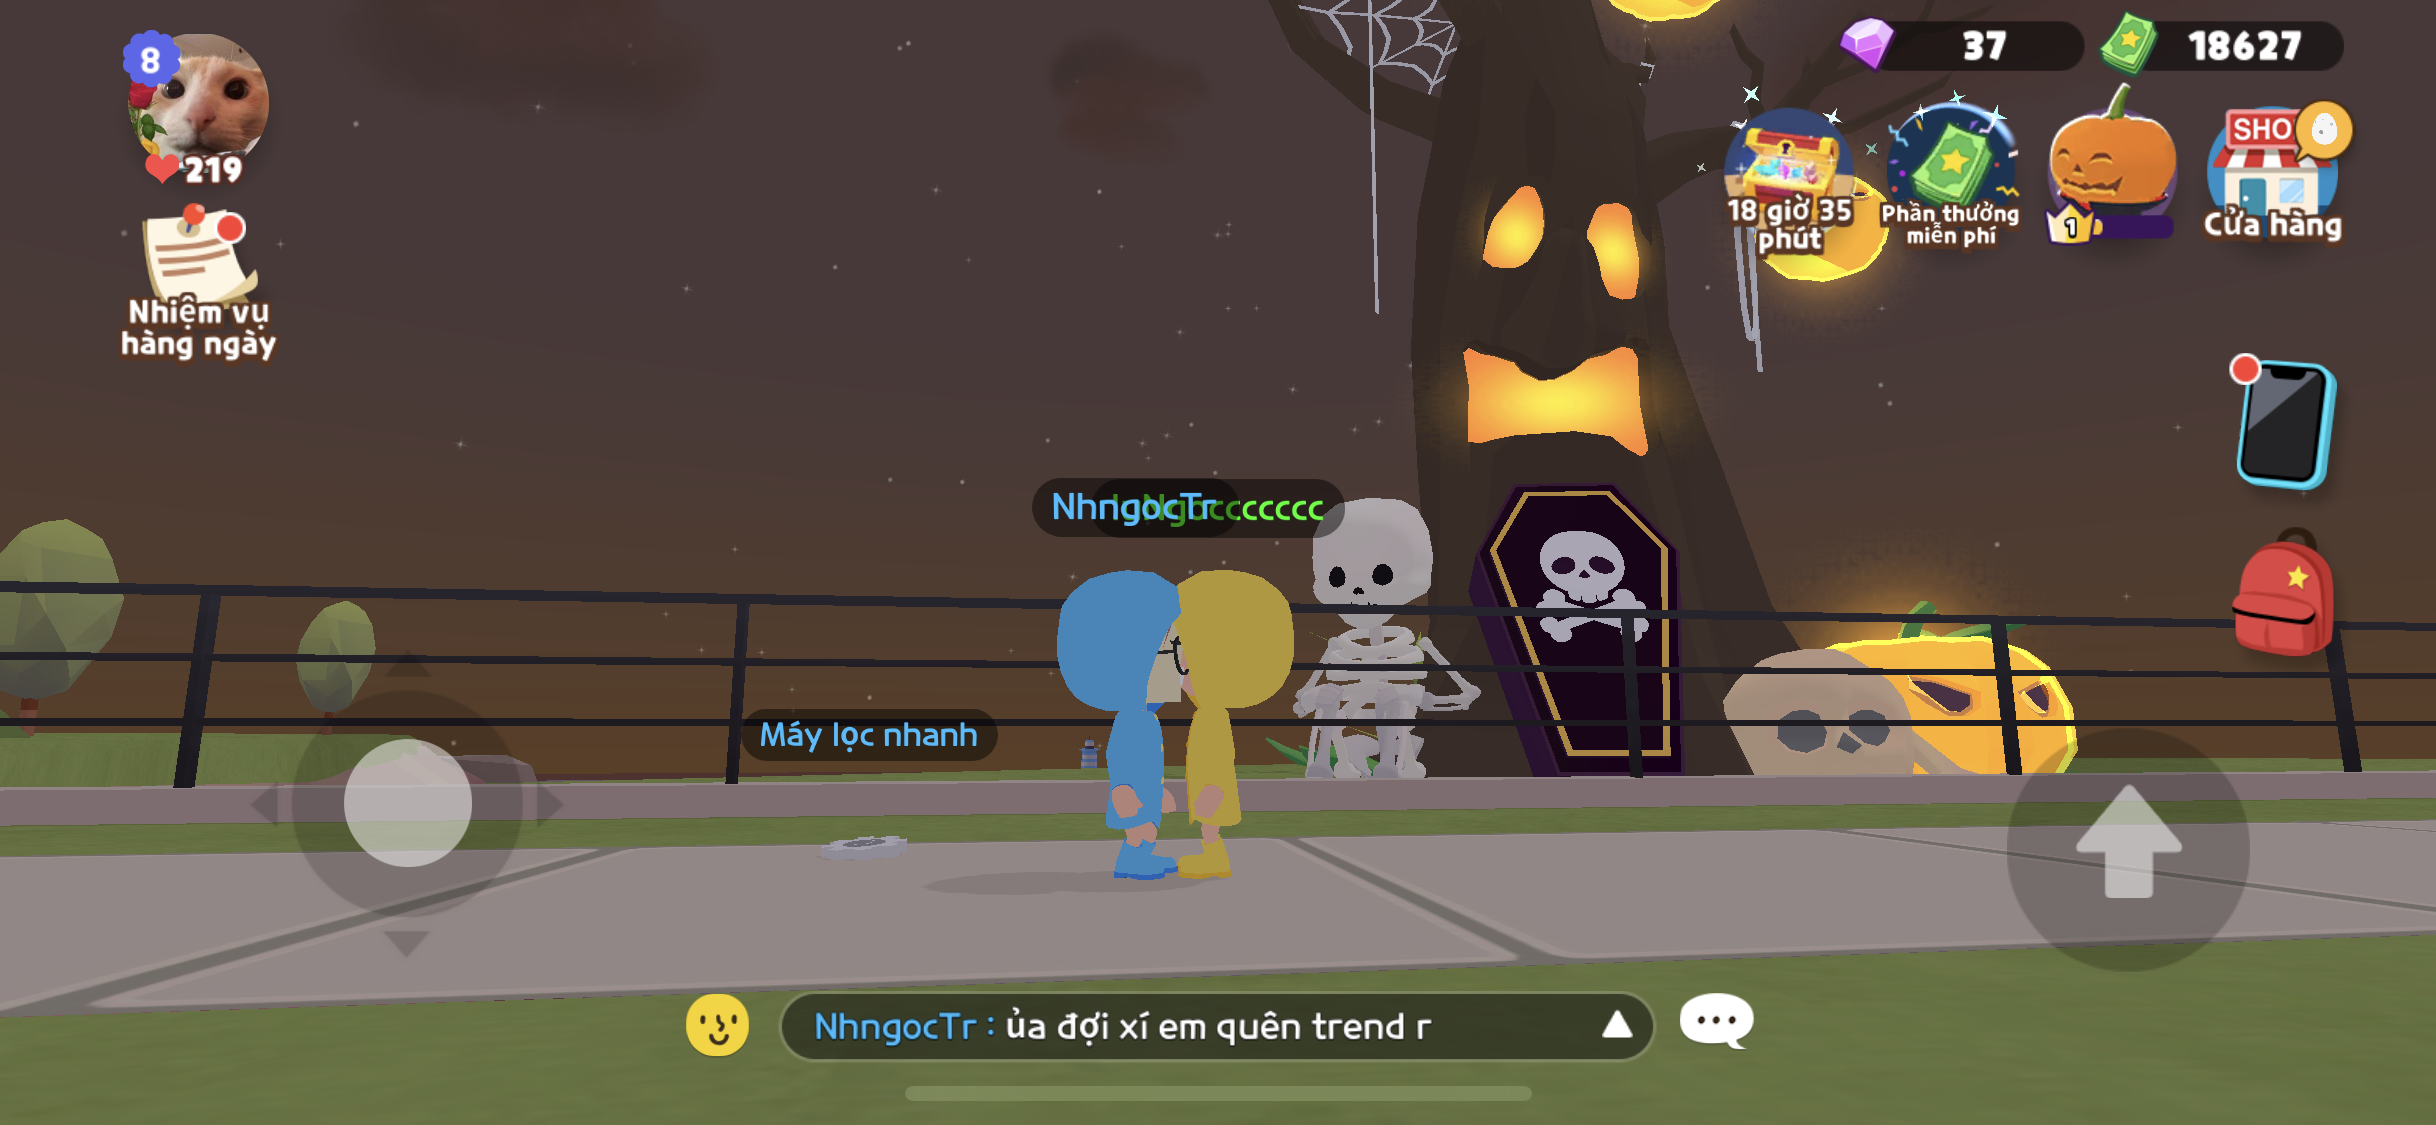 8
219
Nhiệm vụ
hàng ngày
37
18627
18 giờ 35
phút
Phần thưởng
miễn phí
1
SHO
Cửa hàng
NhngocTr
Máy lọc nhanh
NhngocTr : ủa đợi xí em quên trend r